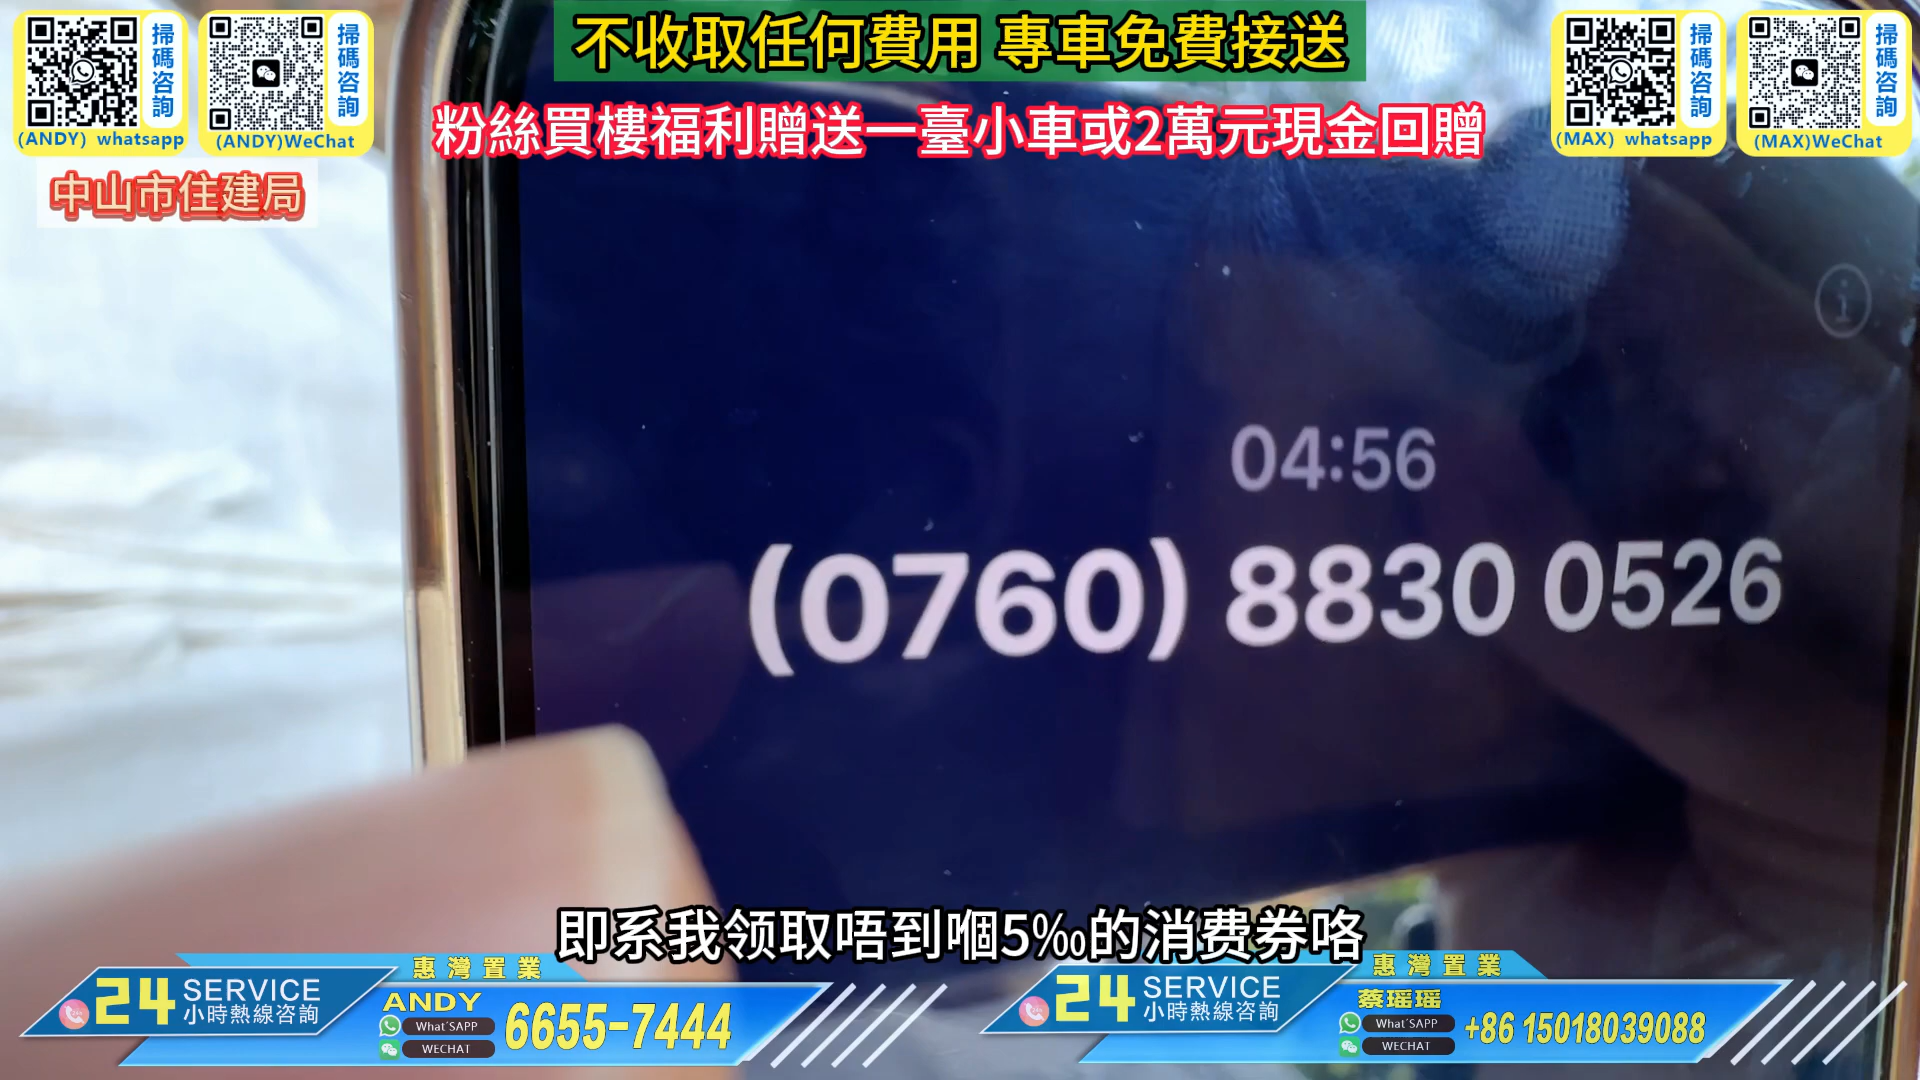 不收取任何費用 專車免費接送
粉絲買樓福利贈送一臺小車或2萬元現金回贈
掃碼咨詢
(ANDY) whatsapp
掃碼咨詢
(ANDY)WeChat
掃碼咨詢
(MAX) whatsapp
掃碼咨詢
(MAX)WeChat
中山市住建局
04:56
(0760) 8830 0526
即系我领取唔到嗰5‰的消费券咯
24 SERVICE
小時熱線咨詢
惠灣置業
ANDY
What'SAPP
WECHAT
6655-7444
24 SERVICE
小時熱線咨詢
惠灣置業
蔡瑶瑶
What'SAPP
WECHAT
+86 15018039088